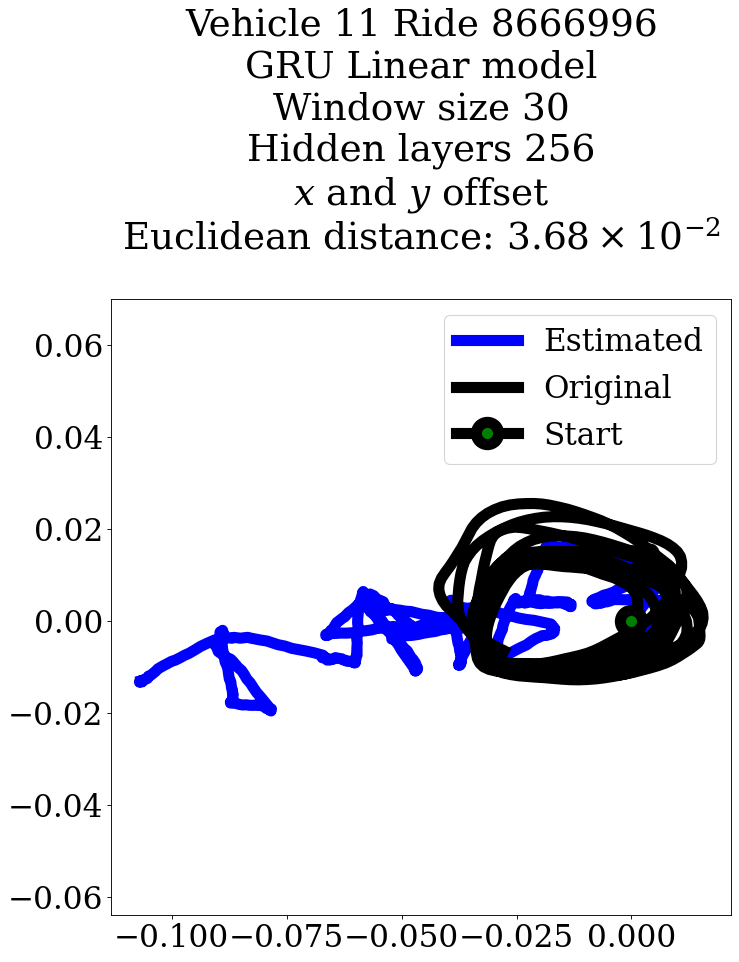 Vehicle 11 Ride 8666996
GRU Linear model
Window size 30
Hidden layers 256
x and y offset
Euclidean distance: 3.68 × 10⁻²
Estimated
Original
Start
0.06
0.04
0.02
0.00
−0.02
−0.04
−0.06
−0.100 −0.075 −0.050 −0.025 0.000